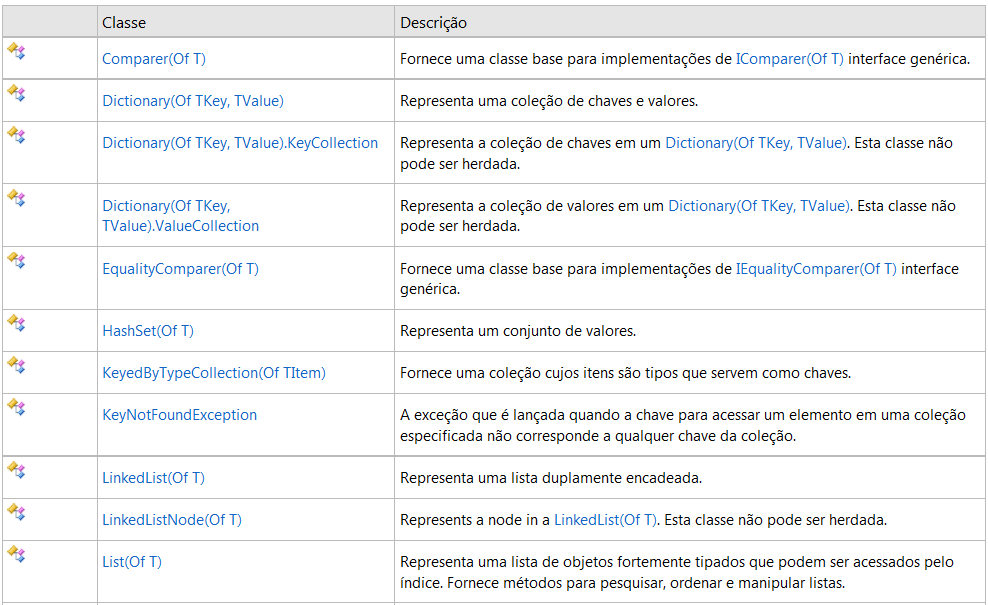 Classe Descrição
Comparer(Of T) Fornece uma classe base para implementações de IComparer(Of T) interface genérica.
Dictionary(Of TKey, TValue) Representa uma coleção de chaves e valores.
Dictionary(Of TKey, TValue).KeyCollection Representa a coleção de chaves em um Dictionary(Of TKey, TValue). Esta classe não
pode ser herdada.
Dictionary(Of TKey, Representa a coleção de valores em um Dictionary(Of TKey, TValue). Esta classe não
TValue).ValueCollection pode ser herdada.
EqualityComparer(Of T) Fornece uma classe base para implementações de IEqualityComparer(Of T) interface
genérica.
HashSet(Of T) Representa um conjunto de valores.
KeyedByTypeCollection(Of TItem) Fornece uma coleção cujos itens são tipos que servem como chaves.
KeyNotFoundException A exceção que é lançada quando a chave para acessar um elemento em uma coleção
especificada não corresponde a qualquer chave da coleção.
LinkedList(Of T) Representa uma lista duplamente encadeada.
LinkedListNode(Of T) Represents a node in a LinkedList(Of T). Esta classe não pode ser herdada.
List(Of T) Representa uma lista de objetos fortemente tipados que podem ser acessados pelo
índice. Fornece métodos para pesquisar, ordenar e manipular listas.